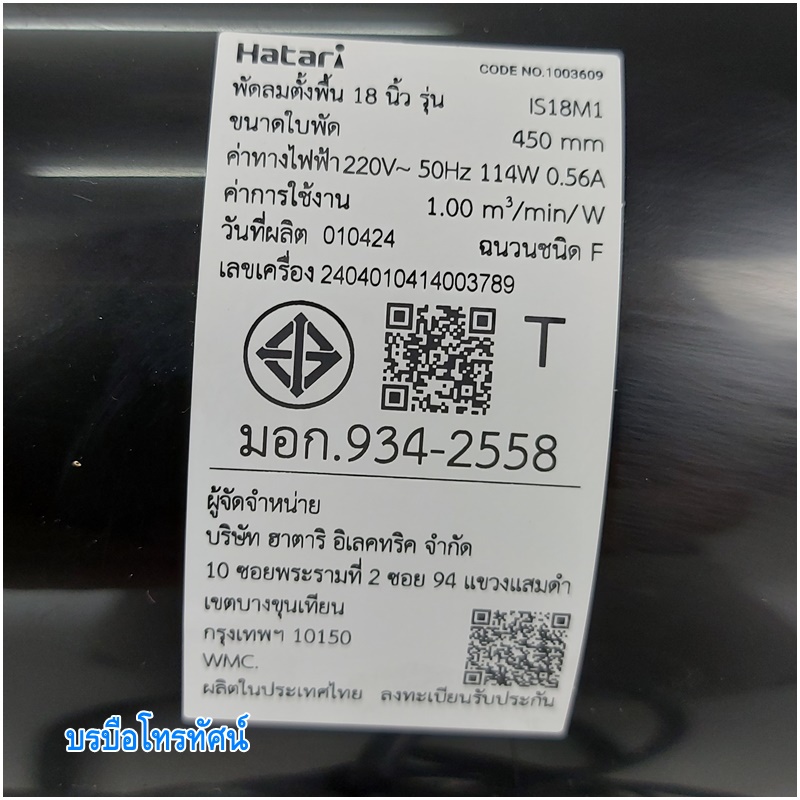 Hatari
CODE NO.1003609
พัดลมตั้งพื้น 18 นิ้ว รุ่น IS18M1
ขนาดใบพัด 450 mm
ค่าทางไฟฟ้า 220V~ 50Hz 114W 0.56A
ค่าการใช้งาน 1.00 m³/min/W
วันที่ผลิต 010424 ฉนวนชนิด F
เลขเครื่อง 2404010414003789
T
มอก.934-2558
ผู้จัดจำหน่าย
บริษัท ฮาตาริ อิเลคทริค จำกัด
10 ซอยพระรามที่ 2 ซอย 94 แขวงแสมดำ
เขตบางขุนเทียน
กรุงเทพฯ 10150
WMC.
ผลิตในประเทศไทย ลงทะเบียนรับประกัน
บรบือโทรทัศน์